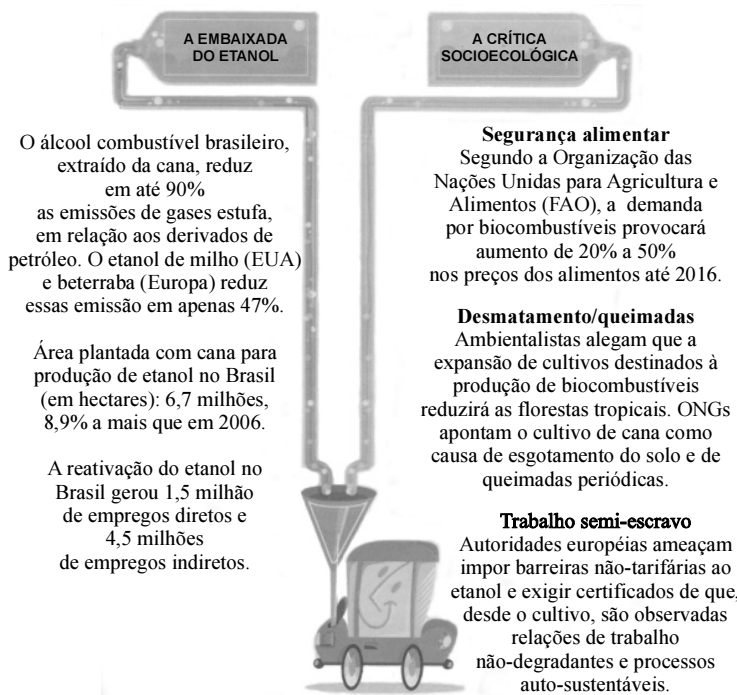 A EMBAIXADA
DO ETANOL
O álcool combustível brasileiro,
extraído da cana, reduz
em até 90%
as emissões de gases estufa,
em relação aos derivados de
petróleo. O etanol de milho (EUA)
e beterraba (Europa) reduz
essas emissão em apenas 47%.
Área plantada com cana para
produção de etanol no Brasil
(em hectares): 6,7 milhões,
8,9% a mais que em 2006.
A reativação do etanol no
Brasil gerou 1,5 milhão
de empregos diretos e
4,5 milhões
de empregos indiretos.
A CRÍTICA
SOCIOECOLÓGICA
Segurança alimentar
Segundo a Organização das
Nações Unidas para Agricultura e
Alimentos (FAO), a demanda
por biocombustíveis provocará
aumento de 20% a 50%
nos preços dos alimentos até 2016.
Desmatamento/queimadas
Ambientalistas alegam que a
expansão de cultivos destinados à
produção de biocombustíveis
reduzirá as florestas tropicais. ONGs
apontam o cultivo de cana como
causa de esgotamento do solo e de
queimadas periódicas.
Trabalho semi-escravo
Autoridades européias ameaçam
impor barreiras não-tarifárias ao
etanol e exigir certificados de que,
desde o cultivo, são observadas
relações de trabalho
não-degradantes e processos
auto-sustentáveis.